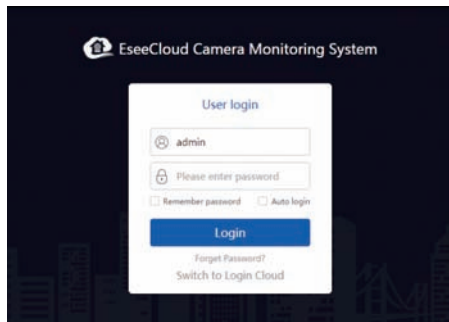 EseeCloud Camera Monitoring System
User login
admin
Please enter password
Remember password Auto login
Login
Forget Password?
Switch to Login Cloud